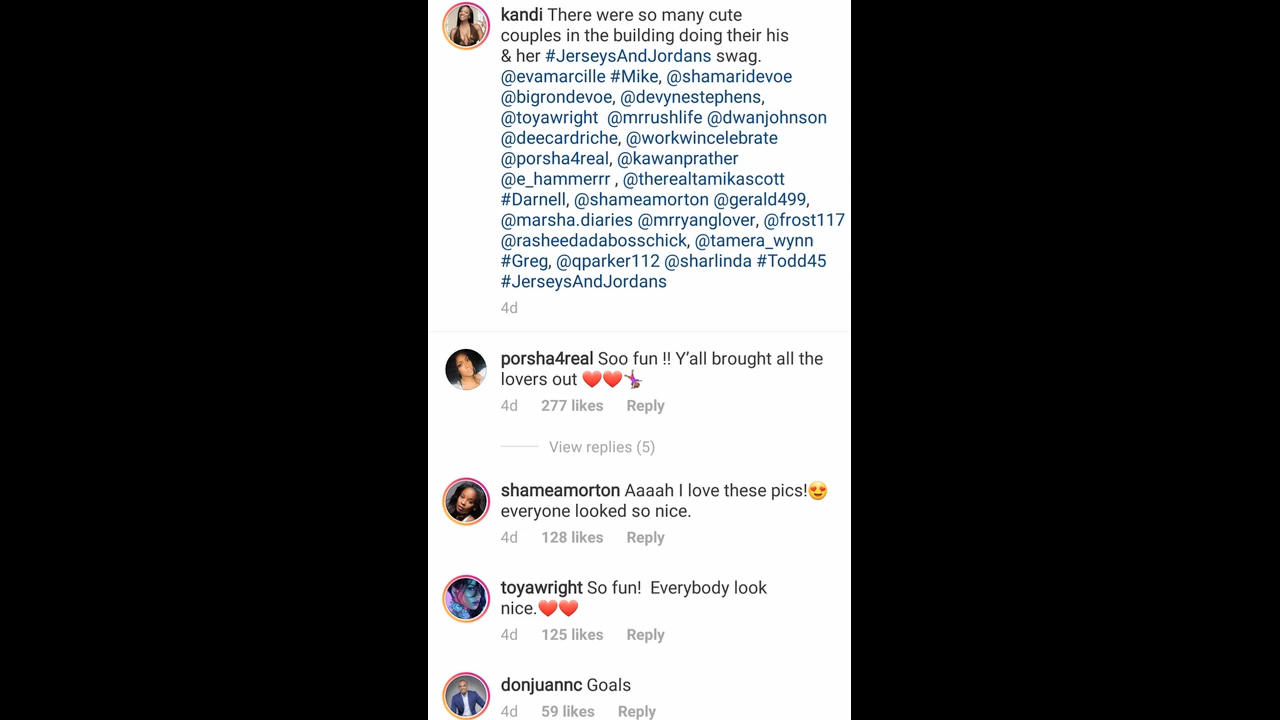 kandi There were so many cute
couples in the building doing their his
& her #JerseysAndJordans swag.
@evamarcille #Mike, @shamaridevoe
@bigrondevoe, @devynestephens,
@toyawright @mrrushlife @dwanjohnson
@deecardriche, @workwincelebrate
@porsha4real, @kawanprather
@e_hammerrr , @therealtamikascott
#Darnell, @shameamorton @gerald499,
@marsha.diaries @mrryanglover, @frost117
@rasheedadabosschick, @tamera_wynn
#Greg, @qparker112 @sharlinda #Todd45
#JerseysAndJordans
4d
porsha4real Soo fun !! Y’all brought all the
lovers out ❤️❤️🤸🏾‍♀️
4d 277 likes Reply
View replies (5)
shameamorton Aaaah I love these pics!😍
everyone looked so nice.
4d 128 likes Reply
toyawright So fun! Everybody look
nice.❤️❤️
4d 125 likes Reply
donjuannc Goals
4d 59 likes Reply